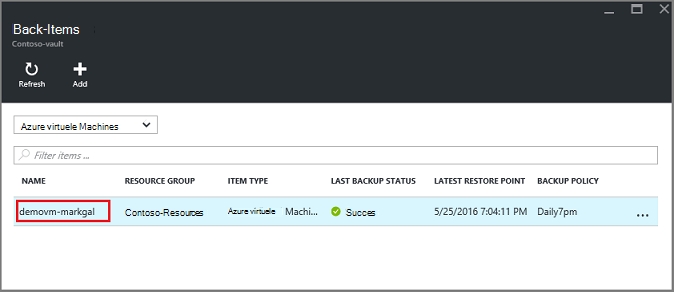 Back-Items
Contoso-vault
Refresh Add
Azure virtuele Machines
Filter items ...
NAME RESOURCE GROUP ITEM TYPE LAST BACKUP STATUS LATEST RESTORE POINT BACKUP POLICY
demovm-markgal Contoso-Resources Azure virtuele Machi... Succes 5/25/2016 7:04:11 PM Daily7pm ...